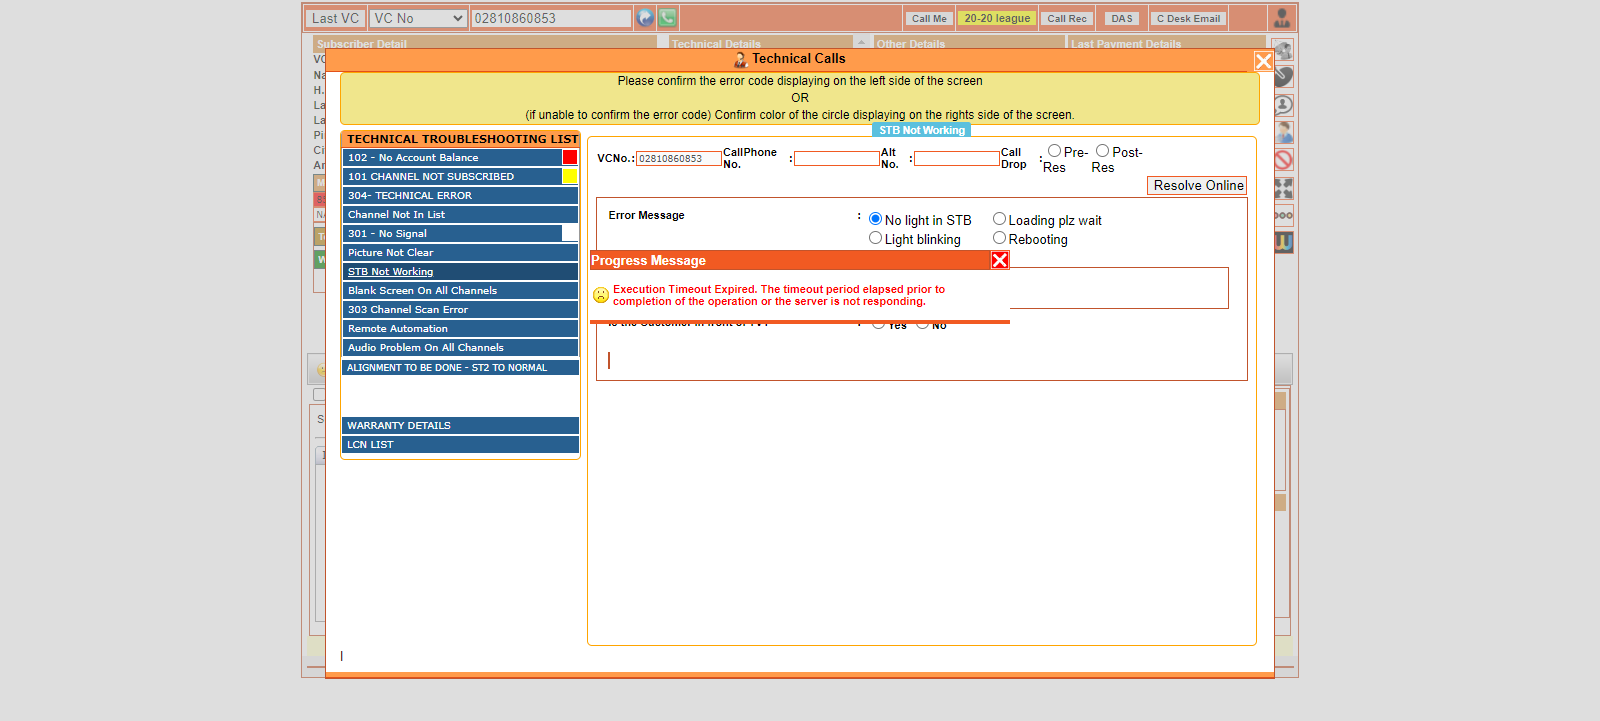 Last VC
VC No
02810860853
Call Me
20-20 league
Call Rec
DAS
C Desk Email
Subscriber Detail
Technical Details
Other Details
Last Payment Details
Technical Calls
Please confirm the error code displaying on the left side of the screen
OR
(if unable to confirm the error code) Confirm color of the circle displaying on the rights side of the screen.
TECHNICAL TROUBLESHOOTING LIST
102 - No Account Balance
101 CHANNEL NOT SUBSCRIBED
304- TECHNICAL ERROR
Channel Not In List
301 - No Signal
Picture Not Clear
STB Not Working
Blank Screen On All Channels
303 Channel Scan Error
Remote Automation
Audio Problem On All Channels
ALIGNMENT TO BE DONE - ST2 TO NORMAL
WARRANTY DETAILS
LCN LIST
STB Not Working
VCNo.: 02810860853
CallPhone No. :
Alt No. :
Call Drop :
Pre-Res
Post-Res
Resolve Online
Error Message :
No light in STB
Loading plz wait
Light blinking
Rebooting
Progress Message
Execution Timeout Expired. The timeout period elapsed prior to
completion of the operation or the server is not responding.
Yes No